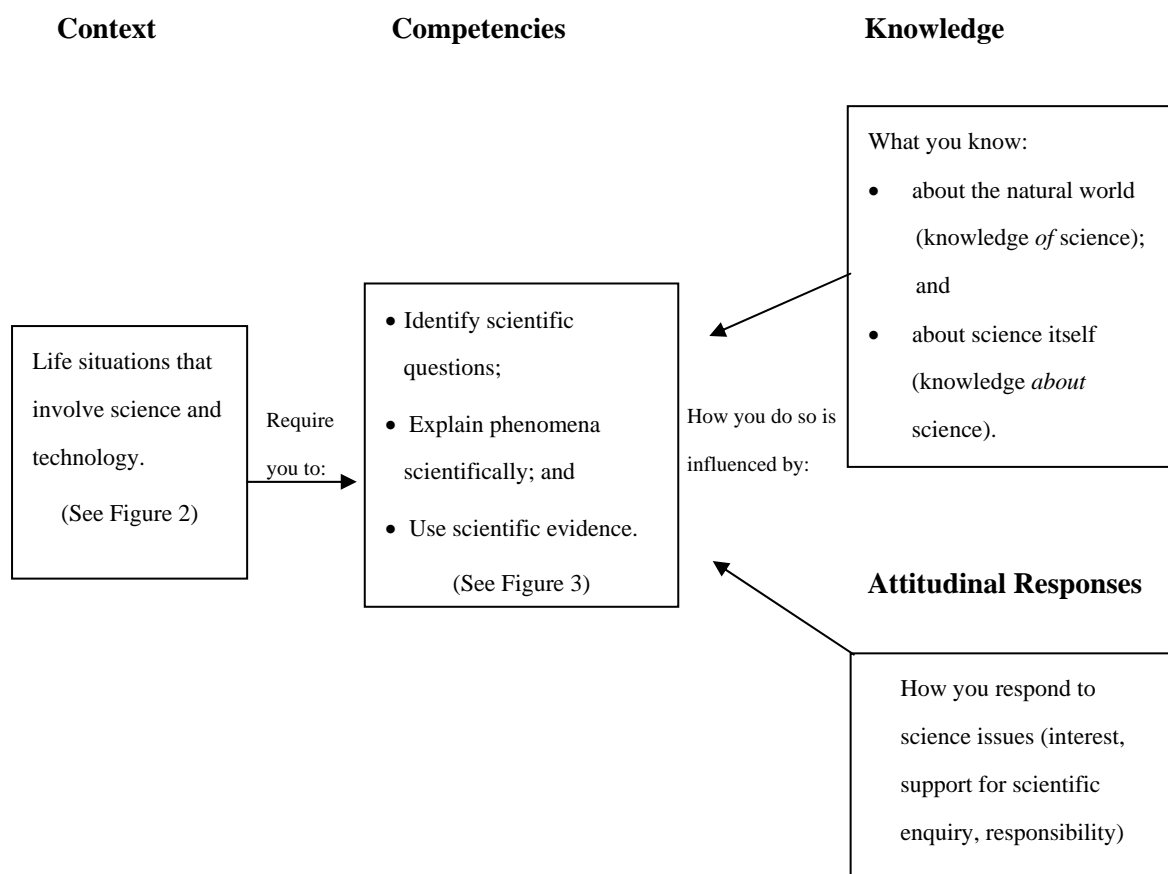 Context
Competencies
Knowledge
Life situations that
involve science and
technology.
(See Figure 2)
Require
you to:
• Identify scientific
questions;
• Explain phenomena
scientifically; and
• Use scientific evidence.
(See Figure 3)
How you do so is
influenced by:
What you know:
• about the natural world
(knowledge of science);
and
• about science itself
(knowledge about
science).
Attitudinal Responses
How you respond to
science issues (interest,
support for scientific
enquiry, responsibility)